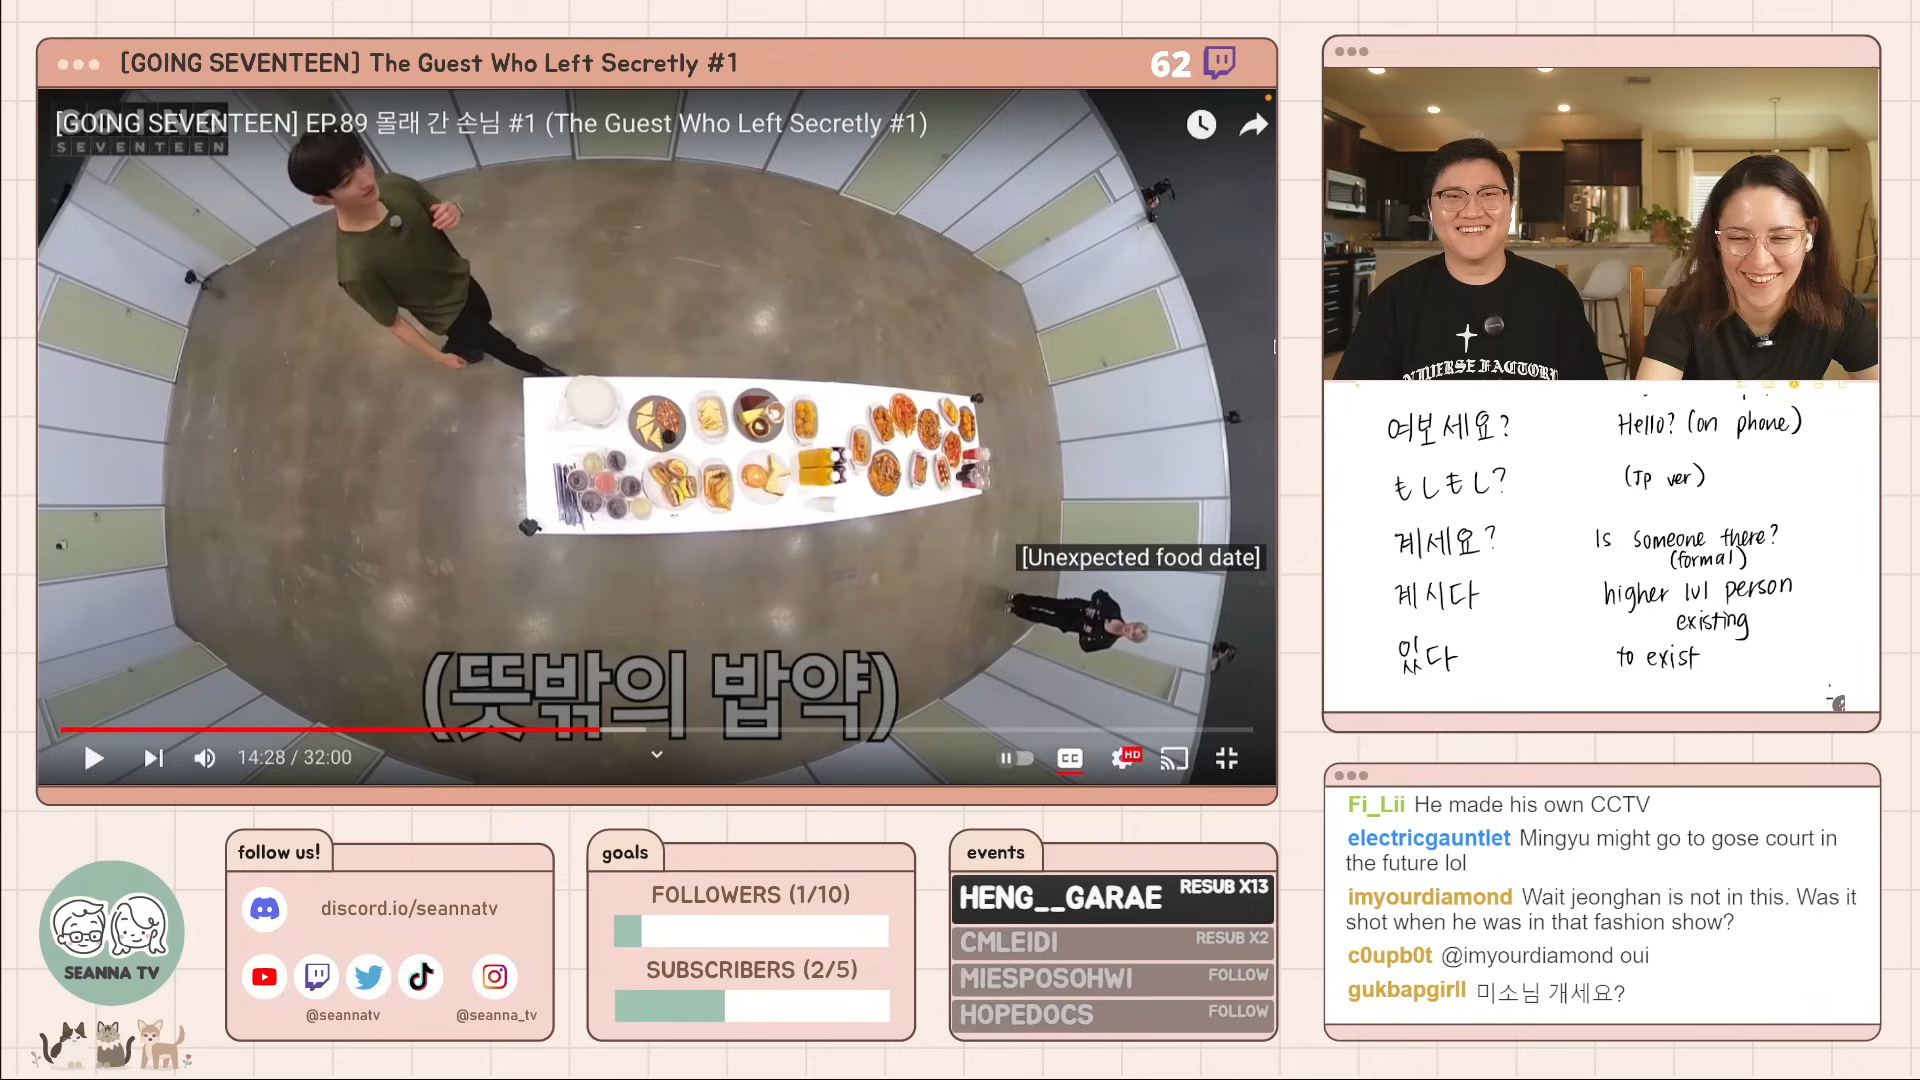 [GOING SEVENTEEN] The Guest Who Left Secretly #1
62
GOING
SEVENTEEN
[GOING SEVENTEEN] EP.89 몰래 간 손님 #1 (The Guest Who Left Secretly #1)
[Unexpected food date]
(뜻밖의 밥약)
14:28 / 32:00
CC
HD
여보세요? Hello? (on phone)
もしもし? (Jp ver)
계세요? Is someone there?
(formal)
계시다 higher lvl person
existing
있다 to exist
Fi_Lii He made his own CCTV
electricgauntlet Mingyu might go to gose court in
the future lol
imyourdiamond Wait jeonghan is not in this. Was it
shot when he was in that fashion show?
c0upb0t @imyourdiamond oui
gukbapgirll 미소님 개세요?
SEANNA TV
follow us!
discord.io/seannatv
@seannatv
@seanna_tv
goals
FOLLOWERS (1/10)
SUBSCRIBERS (2/5)
events
HENG__GARAE RESUB X13
CMLEIDI RESUB X2
MIESPOSOHWI FOLLOW
HOPEDOCS FOLLOW